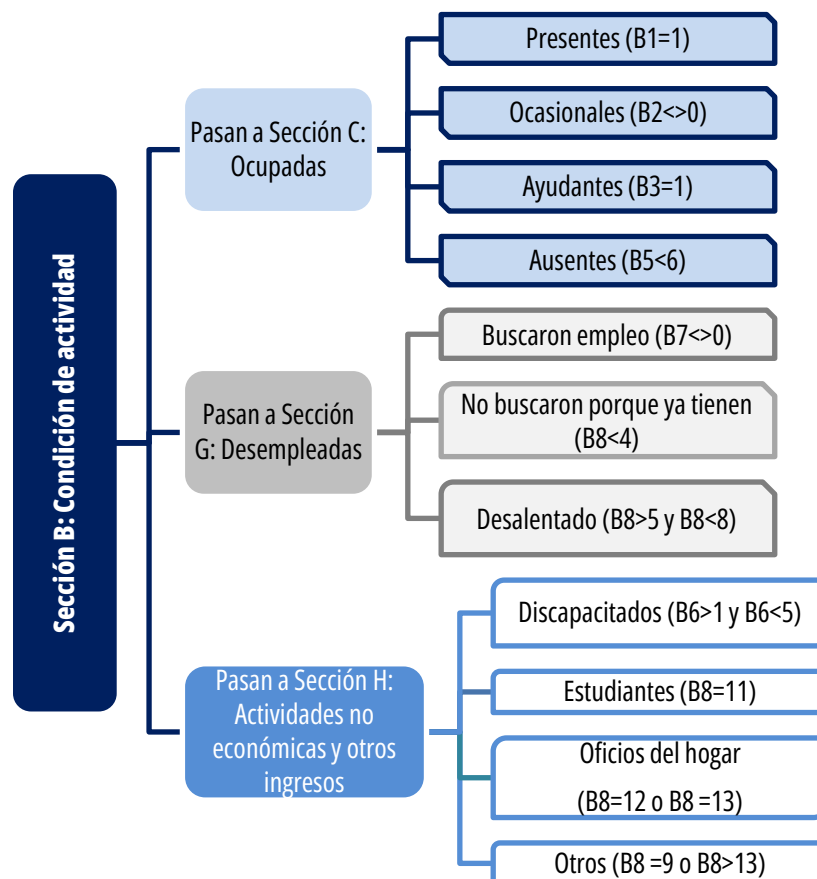 Sección B: Condición de actividad
Pasan a Sección C:
Ocupadas
Presentes (B1=1)
Ocasionales (B2<>0)
Ayudantes (B3=1)
Ausentes (B5<6)
Pasan a Sección
G: Desempleadas
Buscaron empleo (B7<>0)
No buscaron porque ya tienen
(B8<4)
Desalentado (B8>5 y B8<8)
Pasan a Sección H:
Actividades no
económicas y otros
ingresos
Discapacitados (B6>1 y B6<5)
Estudiantes (B8=11)
Oficios del hogar
(B8=12 o B8 =13)
Otros (B8 =9 o B8>13)